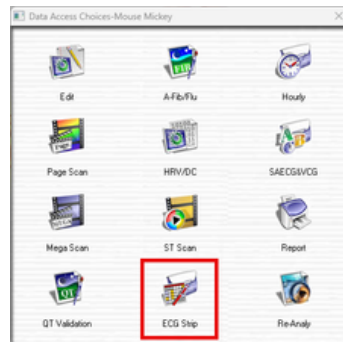 Data Access Choices-Mouse Mickey
Edit
A-Fib/Flu
Hourly
Page Scan
HRV/DC
SAECG&VCG
Mega Scan
ST Scan
Report
QT
QT Validation
ECG Strip
Re-Analy